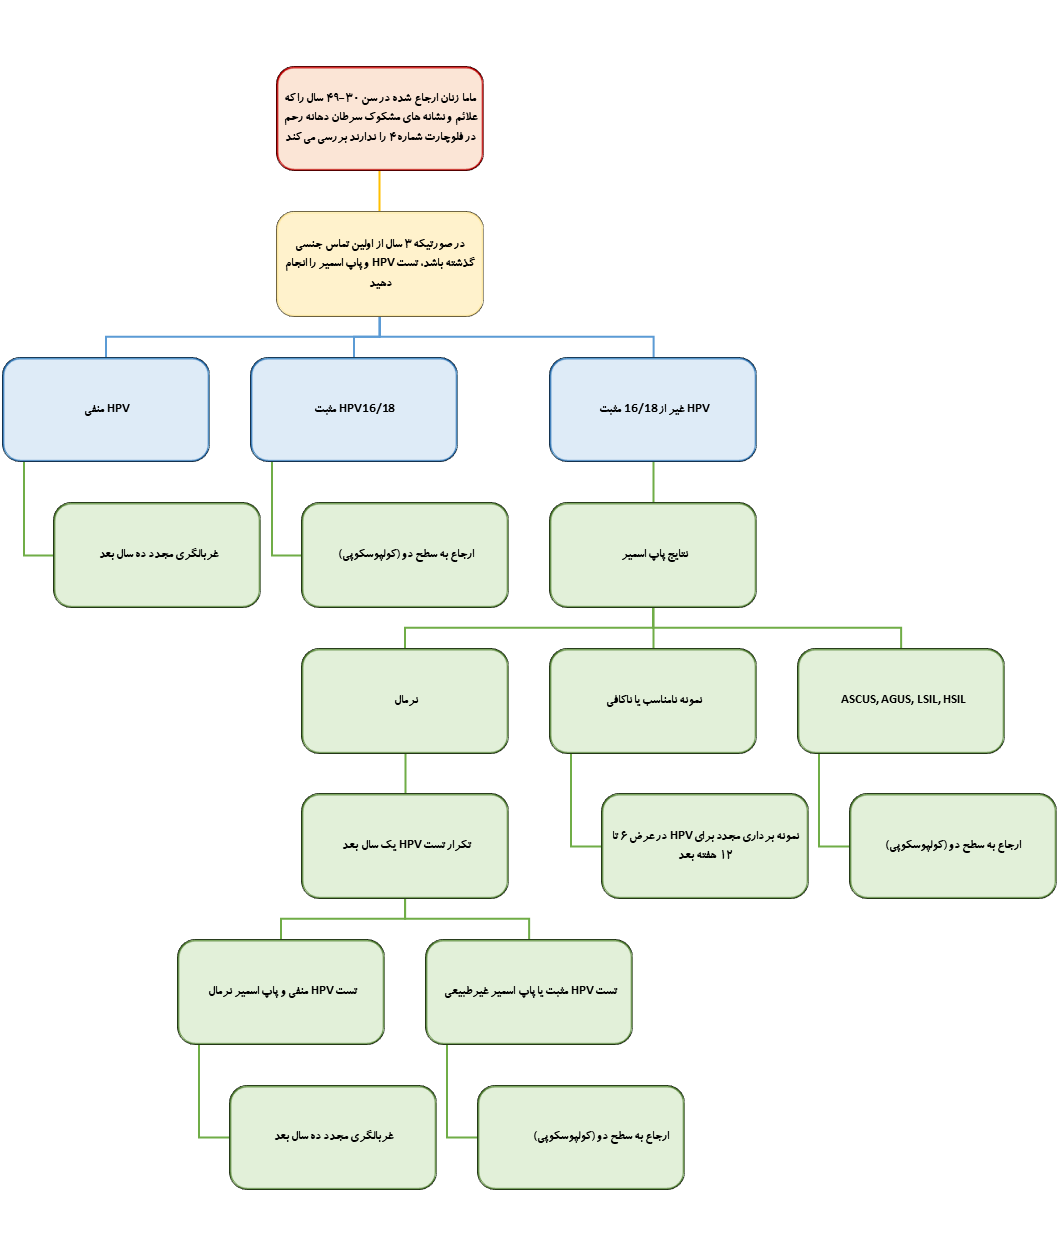 ماما زنان ارجاع شده در سن ۳۰-۴۹ سال را که
علائم و نشانه های مشکوک سرطان دهانه رحم
در فلوچارت شماره ۴ را ندارند بررسی می کند
در صورتیکه ۳ سال از اولین تماس جنسی
گذشته باشد، تست HPV و پاپ اسمیر را انجام
دهید
HPV غیر از 16/18 مثبت
HPV16/18 مثبت
HPV منفی
نتایج پاپ اسمیر
ارجاع به سطح دو (کولپوسکوپی)
غربالگری مجدد ده سال بعد
ASCUS, AGUS, LSIL, HSIL
نمونه نامناسب یا ناکافی
نرمال
ارجاع به سطح دو (کولپوسکوپی)
نمونه برداری مجدد برای HPV در عرض ۶ تا
۱۲ هفته بعد
تکرار تست HPV یک سال بعد
تست HPV مثبت یا پاپ اسمیر غیرطبیعی
تست HPV منفی و پاپ اسمیر نرمال
ارجاع به سطح دو (کولپوسکوپی)
غربالگری مجدد ده سال بعد